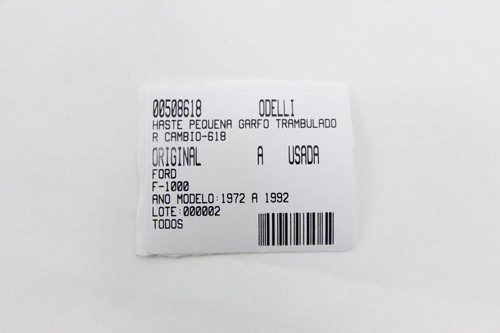 00508618 ODELLI
HASTE PEQUENA GARFO TRAMBULADO
R CAMBIO-618
ORIGINAL A USADA
FORD
F-1000
ANO MODELO:1972 A 1992
LOTE:000002
TODOS